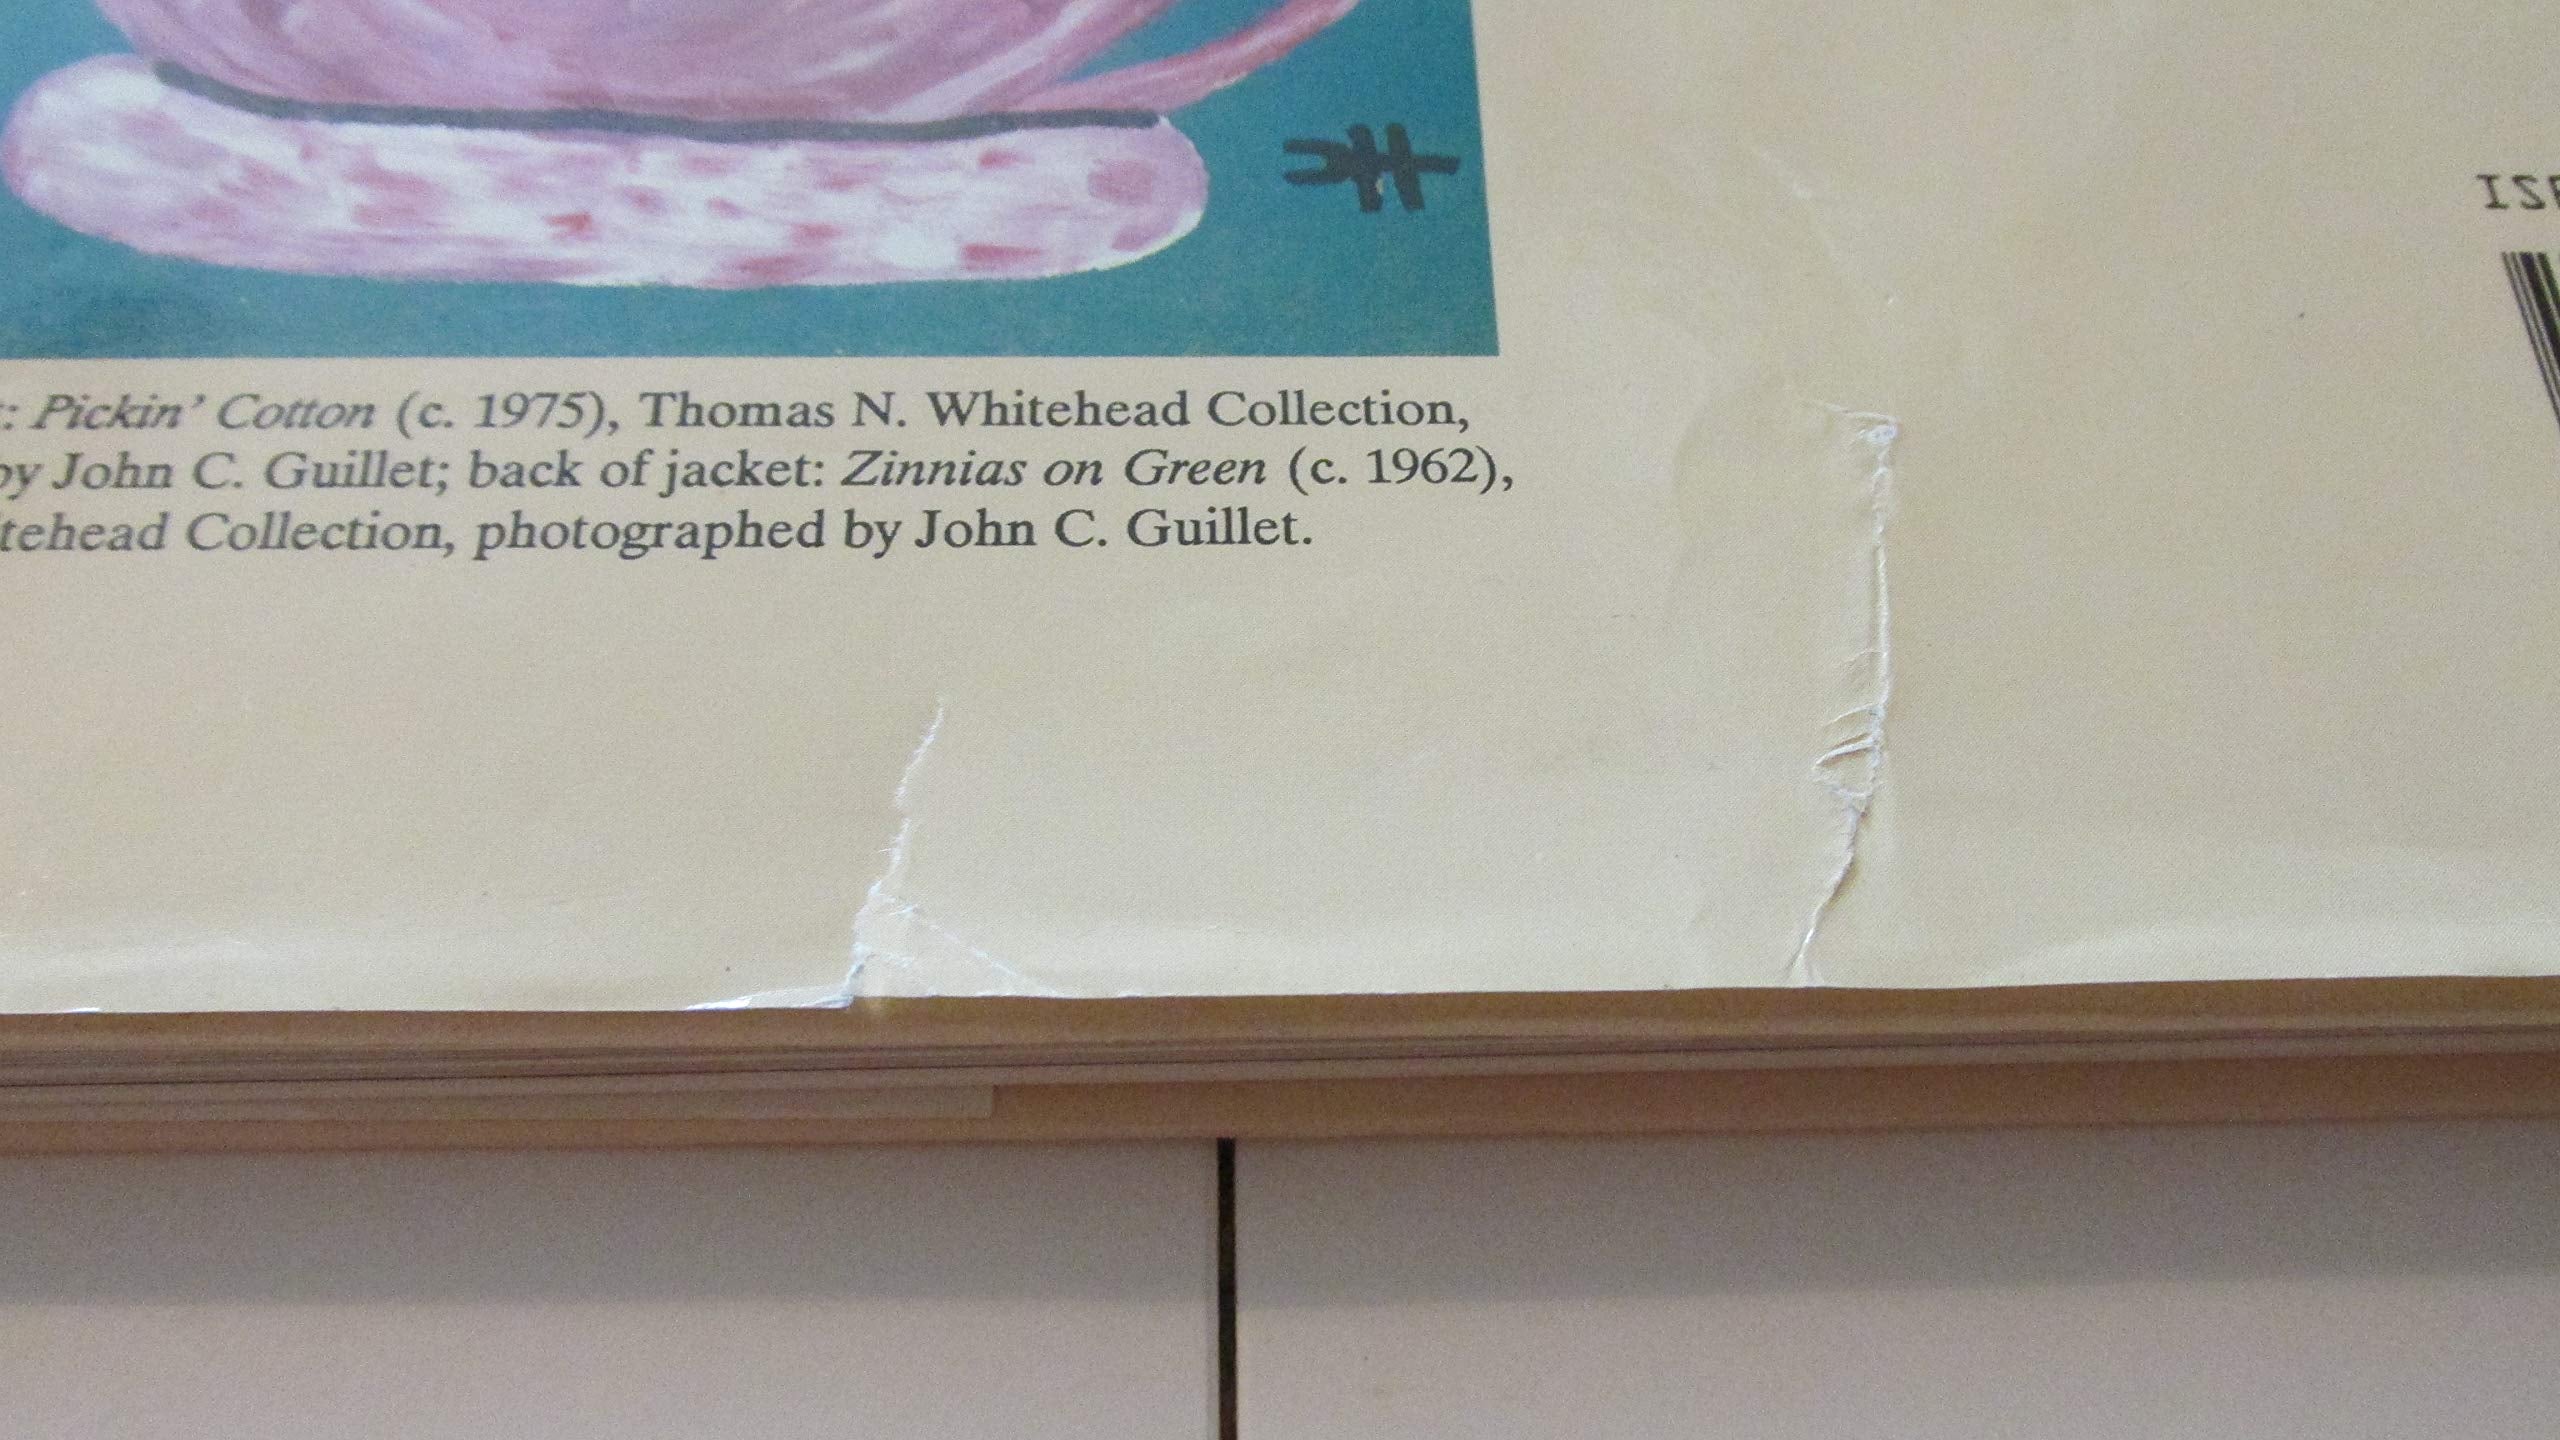 : Pickin’ Cotton (c. 1975), Thomas N. Whitehead Collection,
by John C. Guillet; back of jacket: Zinnias on Green (c. 1962),
tehead Collection, photographed by John C. Guillet.
IS